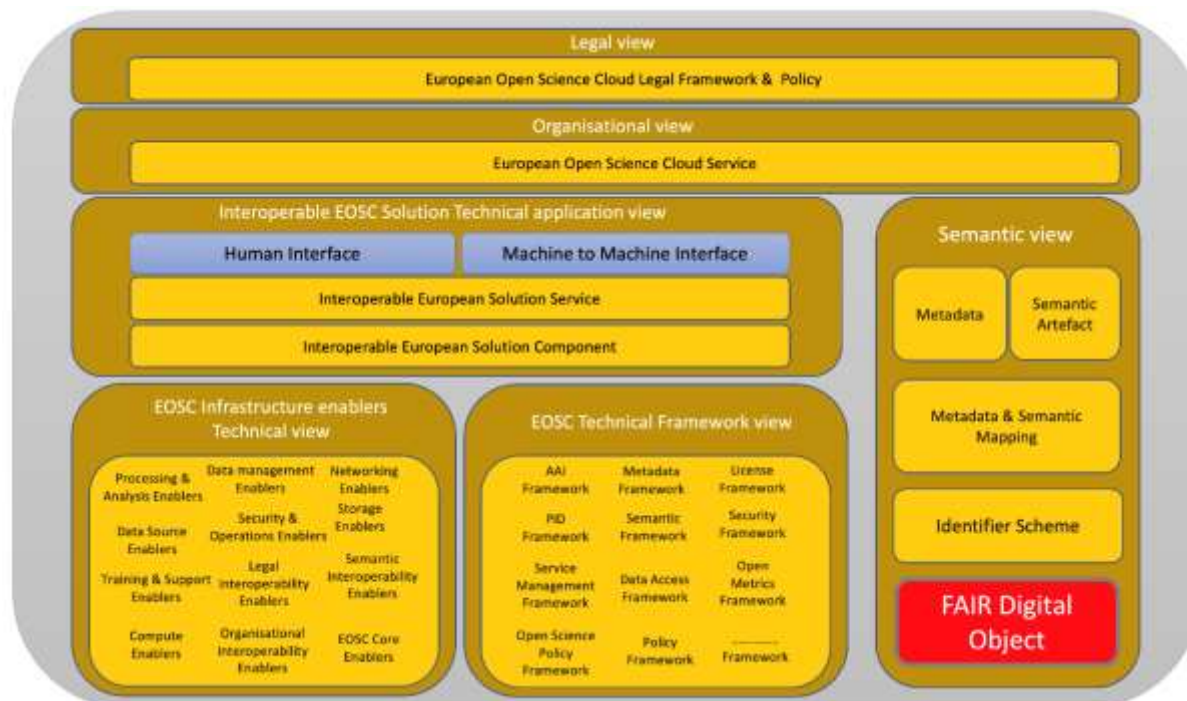 Legal view
European Open Science Cloud Legal Framework & Policy
Organisational view
European Open Science Cloud Service
Interoperable EOSC Solution Technical application view
Human Interface
Machine to Machine Interface
Interoperable European Solution Service
Interoperable European Solution Component
EOSC Infrastructure enablers
Technical view
Processing &
Analysis Enablers
Data management
Enablers
Networking
Enablers
Data Source
Enablers
Security &
Operations Enablers
Storage
Enablers
Training & Support
Enablers
Legal
Interoperability
Enablers
Semantic
Interoperability
Enablers
Compute
Enablers
Organisational
Interoperability
Enablers
EOSC Core
Enablers
EOSC Technical Framework view
AAI
Framework
Metadata
Framework
License
Framework
PID
Framework
Semantic
Framework
Security
Framework
Service
Management
Framework
Data Access
Framework
Open
Metrics
Framework
Open Science
Policy
Framework
Policy
Framework
----------
Framework
Semantic view
Metadata
Semantic
Artefact
Metadata & Semantic
Mapping
Identifier Scheme
FAIR Digital
Object